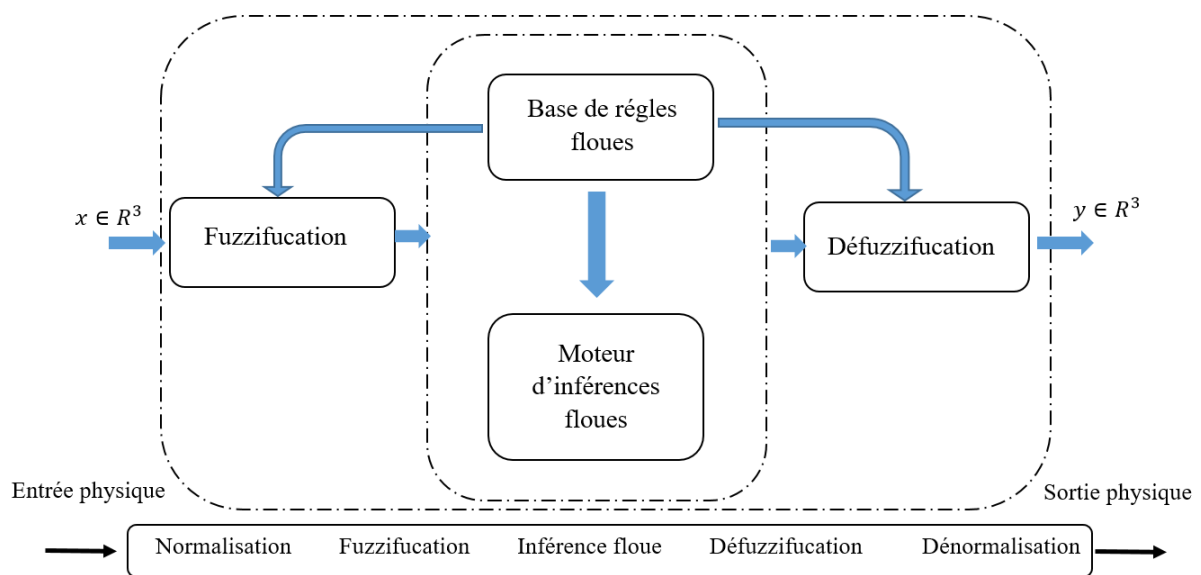 Base de régles
floues
x ∈ R³
Fuzzifucation
Défuzzifucation
y ∈ R³
Moteur
d’inférences
floues
Entrée physique
Sortie physique
Normalisation
Fuzzifucation
Inférence floue
Défuzzifucation
Dénormalisation